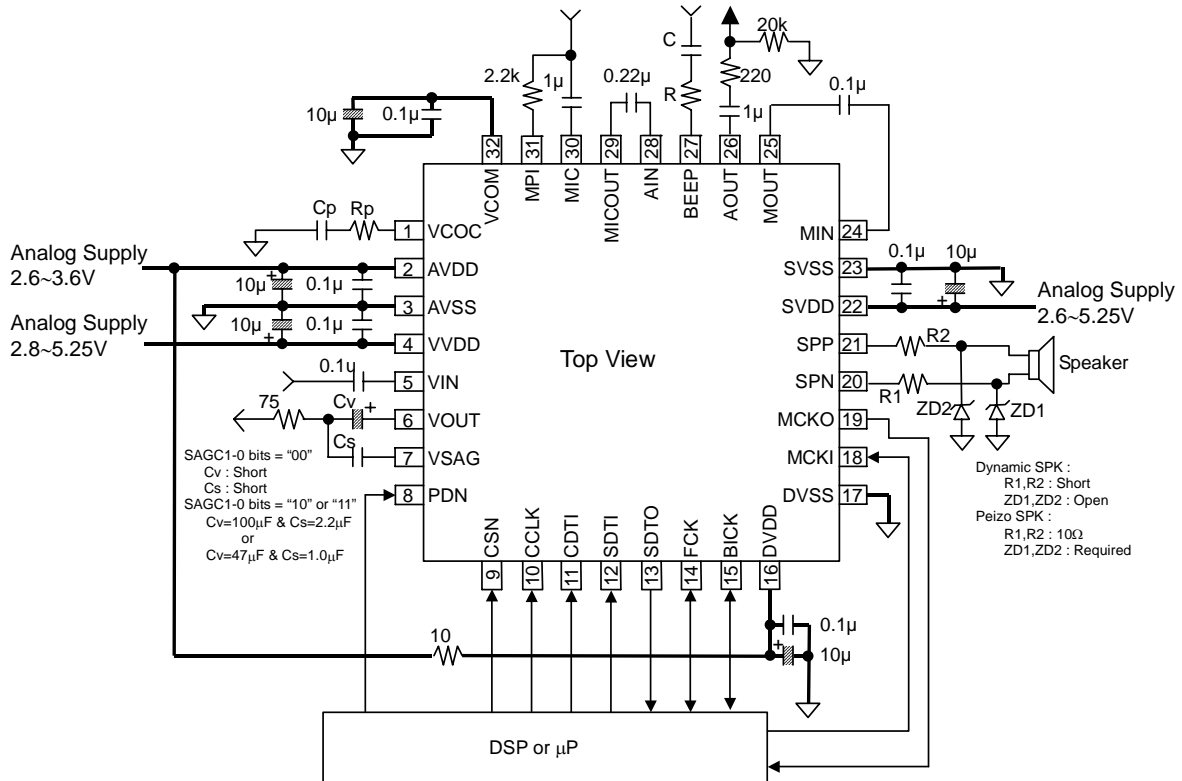 20k
C
2.2k
1µ
0.22µ
R
220
1µ
0.1µ
10µ
0.1µ
32
31
30
29
28
27
26
25
VCOM
MPI
MIC
MICOUT
AIN
BEEP
AOUT
MOUT
Cp
Rp
1
VCOC
MIN
24
Analog Supply
2.6~3.6V
2
AVDD
SVSS
23
0.1µ
10µ
+
10µ
0.1µ
3
AVSS
SVDD
22
+
Analog Supply
2.6~5.25V
10µ
0.1µ
+
Analog Supply
2.8~5.25V
4
VVDD
SPP
21
R2
Speaker
Top View
0.1u
5
VIN
SPN
20
R1
ZD2
ZD1
75
Cv
+
6
VOUT
MCKO
19
Cs
7
VSAG
MCKI
18
8
PDN
DVSS
17
SAGC1-0 bits = “00”
Cv : Short
Cs : Short
SAGC1-0 bits = “10” or “11”
Cv=100µF & Cs=2.2µF
or
Cv=47µF & Cs=1.0µF
Dynamic SPK :
R1,R2 : Short
ZD1,ZD2 : Open
Peizo SPK :
R1,R2 : 10Ω
ZD1,ZD2 : Required
CSN
CCLK
CDTI
SDTI
SDTO
FCK
BICK
DVDD
9
10
11
12
13
14
15
16
0.1µ
10
+
10µ
DSP or µP